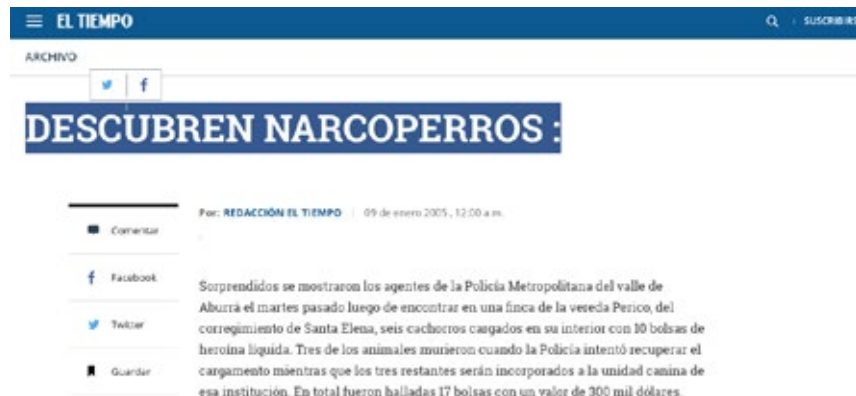 EL TIEMPO
SUSCRIBIRS
ARCHIVO
DESCUBREN NARCOPERROS :
Por: REDACCIÓN EL TIEMPO | 09 de enero 2005, 12:00 a.m.
Comentar
Facebook
Twitter
Guardar
Sorprendidos se mostraron los agentes de la Policía Metropolitana del valle de
Aburrá el martes pasado luego de encontrar en una finca de la vereda Perico, del
corregimiento de Santa Elena, seis cachorros cargados en su interior con 10 bolsas de
heroína líquida. Tres de los animales murieron cuando la Policía intentó recuperar el
cargamento mientras que los tres restantes serán incorporados a la unidad canina de
esa institución. En total fueron halladas 17 bolsas con un valor de 300 mil dólares.